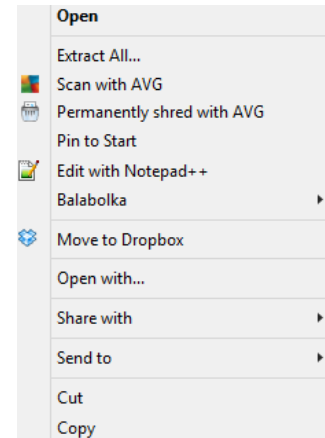 Open
Extract All...
Scan with AVG
Permanently shred with AVG
Pin to Start
Edit with Notepad++
Balabolka
Move to Dropbox
Open with...
Share with
Send to
Cut
Copy